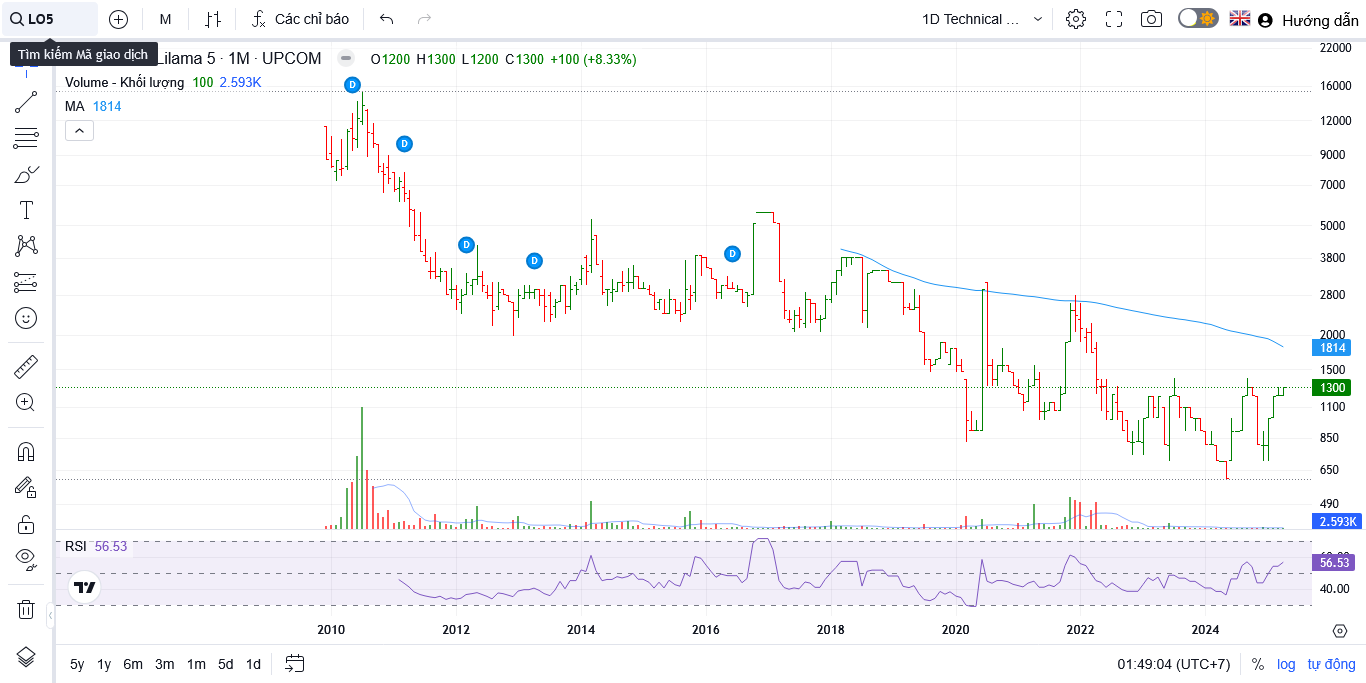 LO5 M Các chỉ báo 1D Technical ... Hướng dẫn
Tìm kiếm Mã giao dịch
Lilama 5 · 1M · UPCOM O1200 H1300 L1200 C1300 +100 (+8.33%)
Volume - Khối lượng 100 2.593K
MA 1814
D
D
D
D
D
22000
16000
12000
9000
7000
5000
3800
2800
2000
1814
1500
1300
1100
850
650
490
2.593K
RSI 56.53
56.53
40.00
2010 2012 2014 2016 2018 2020 2022 2024
5y 1y 6m 3m 1m 5d 1d 01:49:04 (UTC+7) % log tự động